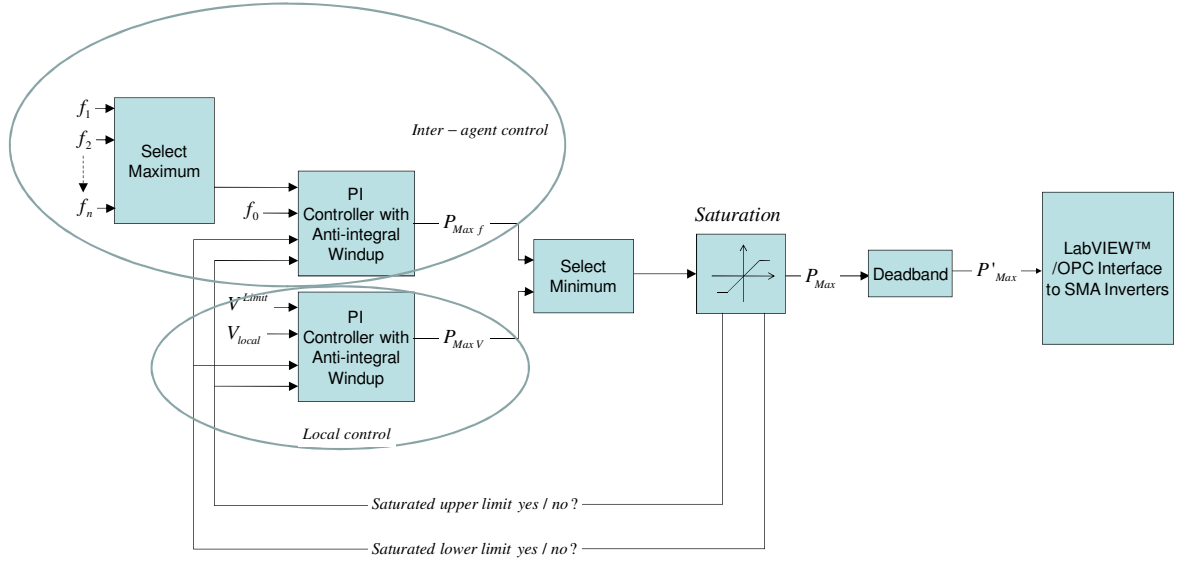 f1
f2
fn
Select
Maximum
Inter – agent control
f0
PI
Controller with
Anti-integral
Windup
PMax f
Select
Minimum
Saturation
PMax
Deadband
P'Max
LabVIEW™
/OPC Interface
to SMA Inverters
VLimit
Vlocal
PI
Controller with
Anti-integral
Windup
PMax V
Local control
Saturated upper limit yes / no?
Saturated lower limit yes / no?